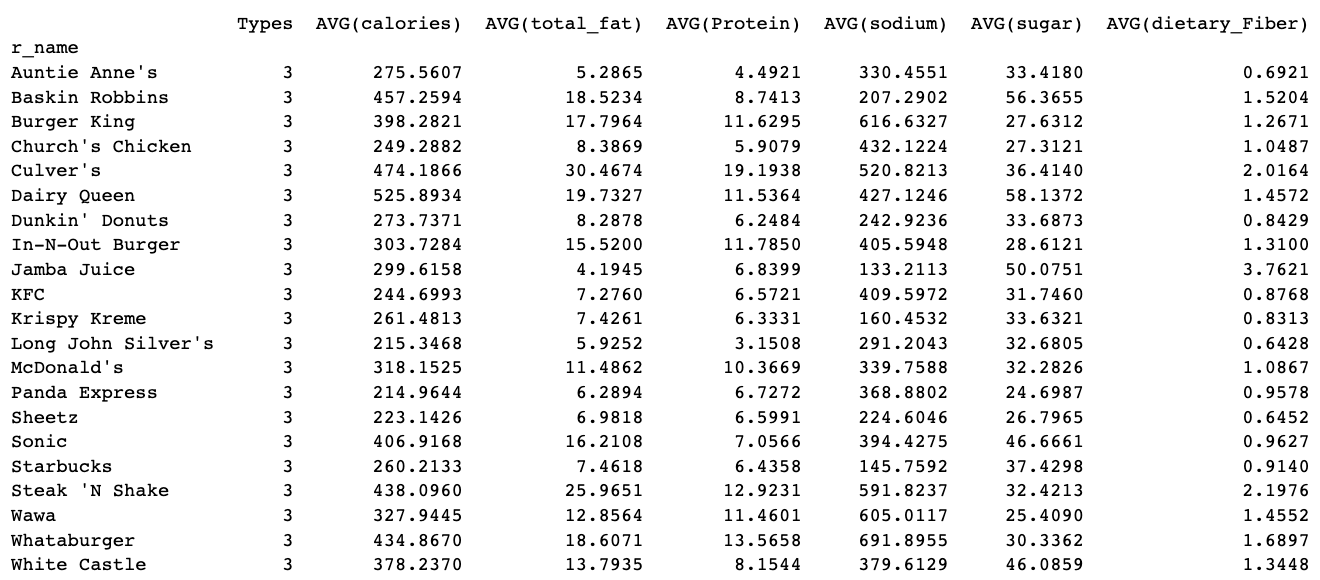 Types AVG(calories) AVG(total_fat) AVG(Protein) AVG(sodium) AVG(sugar) AVG(dietary_Fiber)
r_name
Auntie Anne's 3 275.5607 5.2865 4.4921 330.4551 33.4180 0.6921
Baskin Robbins 3 457.2594 18.5234 8.7413 207.2902 56.3655 1.5204
Burger King 3 398.2821 17.7964 11.6295 616.6327 27.6312 1.2671
Church's Chicken 3 249.2882 8.3869 5.9079 432.1224 27.3121 1.0487
Culver's 3 474.1866 30.4674 19.1938 520.8213 36.4140 2.0164
Dairy Queen 3 525.8934 19.7327 11.5364 427.1246 58.1372 1.4572
Dunkin' Donuts 3 273.7371 8.2878 6.2484 242.9236 33.6873 0.8429
In-N-Out Burger 3 303.7284 15.5200 11.7850 405.5948 28.6121 1.3100
Jamba Juice 3 299.6158 4.1945 6.8399 133.2113 50.0751 3.7621
KFC 3 244.6993 7.2760 6.5721 409.5972 31.7460 0.8768
Krispy Kreme 3 261.4813 7.4261 6.3331 160.4532 33.6321 0.8313
Long John Silver's 3 215.3468 5.9252 3.1508 291.2043 32.6805 0.6428
McDonald's 3 318.1525 11.4862 10.3669 339.7588 32.2826 1.0867
Panda Express 3 214.9644 6.2894 6.7272 368.8802 24.6987 0.9578
Sheetz 3 223.1426 6.9818 6.5991 224.6046 26.7965 0.6452
Sonic 3 406.9168 16.2108 7.0566 394.4275 46.6661 0.9627
Starbucks 3 260.2133 7.4618 6.4358 145.7592 37.4298 0.9140
Steak 'N Shake 3 438.0960 25.9651 12.9231 591.8237 32.4213 2.1976
Wawa 3 327.9445 12.8564 11.4601 605.0117 25.4090 1.4552
Whataburger 3 434.8670 18.6071 13.5658 691.8955 30.3362 1.6897
White Castle 3 378.2370 13.7935 8.1544 379.6129 46.0859 1.3448